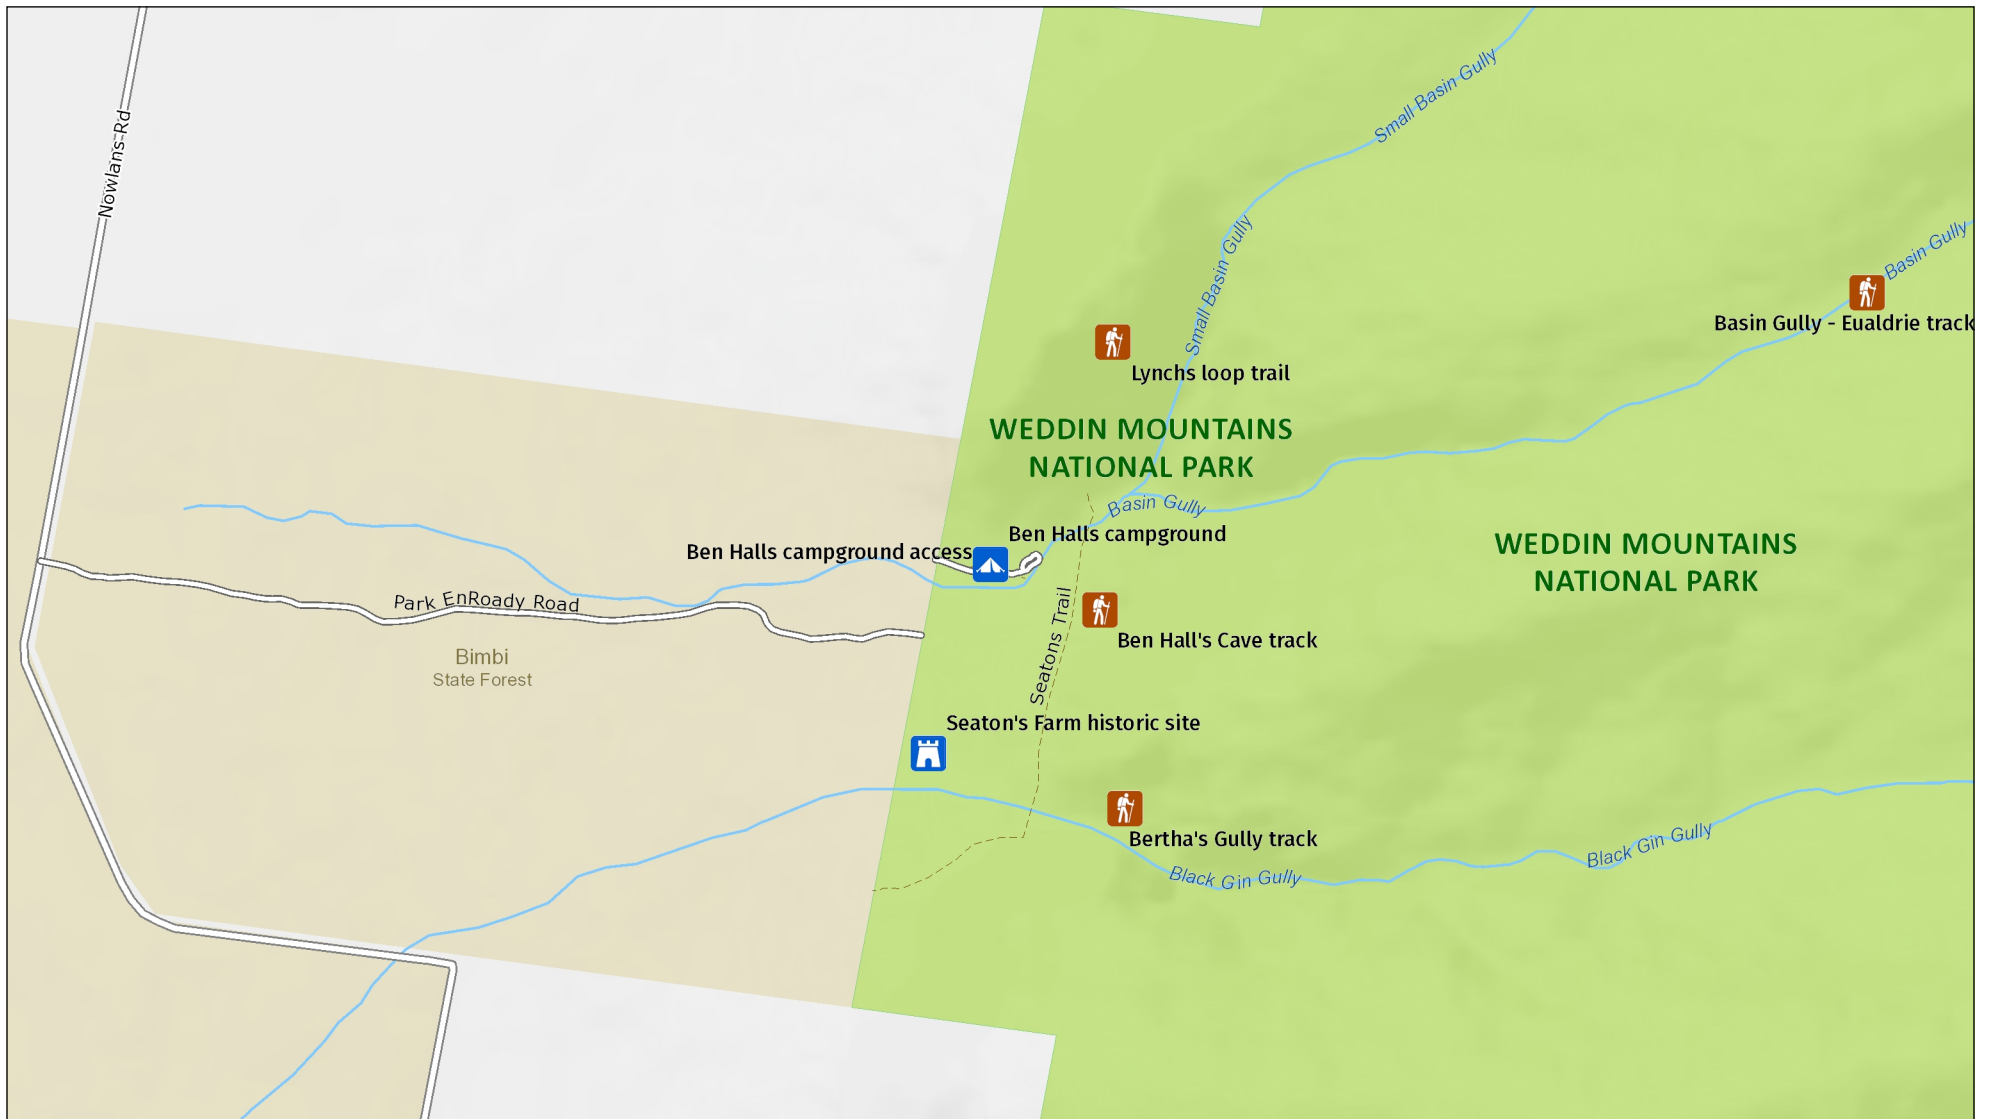 Small Basin Gully
Nowlans Rd
Small Basin Gully
Basin Gully
Basin Gully - Eualdrie track
Lynchs loop trail
WEDDIN MOUNTAINS
NATIONAL PARK
Basin Gully
Ben Halls campground
Ben Halls campground access
WEDDIN MOUNTAINS
NATIONAL PARK
Park EnRoady Road
Seatons Trail
Ben Hall's Cave track
Bimbi
State Forest
Seaton's Farm historic site
Bertha's Gully track
Black Gin Gully
Black Gin Gully